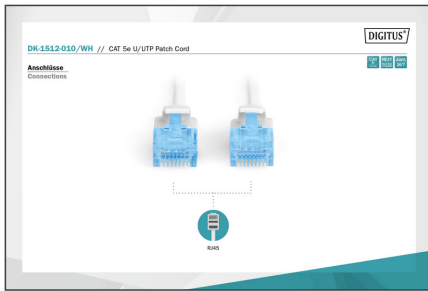 DIGITUS®
DK-1512-010/WH // CAT 5e U/UTP Patch Cord
Anschlüsse
Connections
RJ45